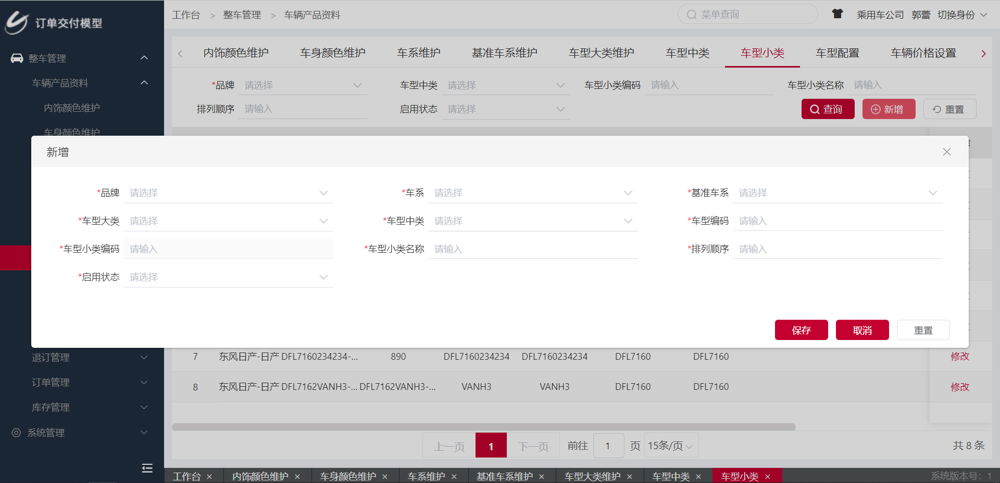 订单交付模型
工作台 > 整车管理 > 车辆产品资料
菜单查询
乘用车公司 郭蕾 切换身份
整车管理
车辆产品资料
内饰颜色维护
车身颜色维护
内饰颜色维护 车身颜色维护 车系维护 基准车系维护 车型大类维护 车型中类 车型小类 车型配置 车辆价格设置
*品牌 请选择 车型中类 请选择 车型小类编码 请输入 车型小类名称 请输入
排列顺序 请输入 启用状态 请选择 查询 新增 重置
新增
*品牌 请选择 *车系 请选择 *基准车系 请选择
*车型大类 请选择 *车型中类 请选择 *车型编码 请输入
*车型小类编码 请输入 *车型小类名称 请输入 *排列顺序 请输入
*启用状态 请选择
保存 取消 重置
7 东风日产-日产 DFL7160234234-... 890 DFL7160234234 DFL7160234234 DFL7160 DFL7160 修改
8 东风日产-日产 DFL7162VANH3-... DFL7162VANH3-... VANH3 VANH3 DFL7160 DFL7160 修改
退订管理
订单管理
库存管理
系统管理
上一页 1 下一页 前往 1 页 15条/页 共 8 条
工作台 × 内饰颜色维护 × 车身颜色维护 × 车系维护 × 基准车系维护 × 车型大类维护 × 车型中类 × 车型小类 × 系统版本号：1